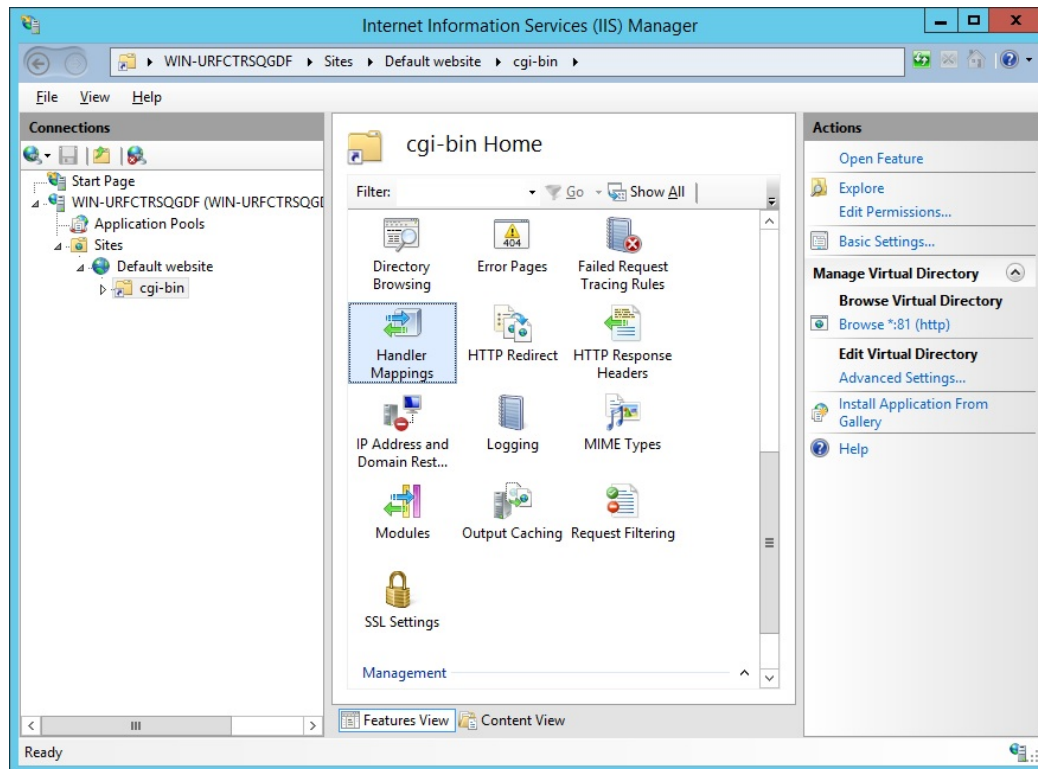 Internet Information Services (IIS) Manager
WIN-URFCTRSQGDF Sites Default website cgi-bin
File View Help
Connections
Start Page
WIN-URFCTRSQGDF (WIN-URFCTRSQGI
Application Pools
Sites
Default website
cgi-bin
cgi-bin Home
Filter: Go Show All
Directory
Browsing
404
Error Pages
Failed Request
Tracing Rules
Handler
Mappings
HTTP Redirect
HTTP Response
Headers
IP Address and
Domain Rest...
Logging
MIME Types
Modules
Output Caching
Request Filtering
SSL Settings
Management
Features View Content View
Actions
Open Feature
Explore
Edit Permissions...
Basic Settings...
Manage Virtual Directory
Browse Virtual Directory
Browse *:81 (http)
Edit Virtual Directory
Advanced Settings...
Install Application From
Gallery
Help
Ready